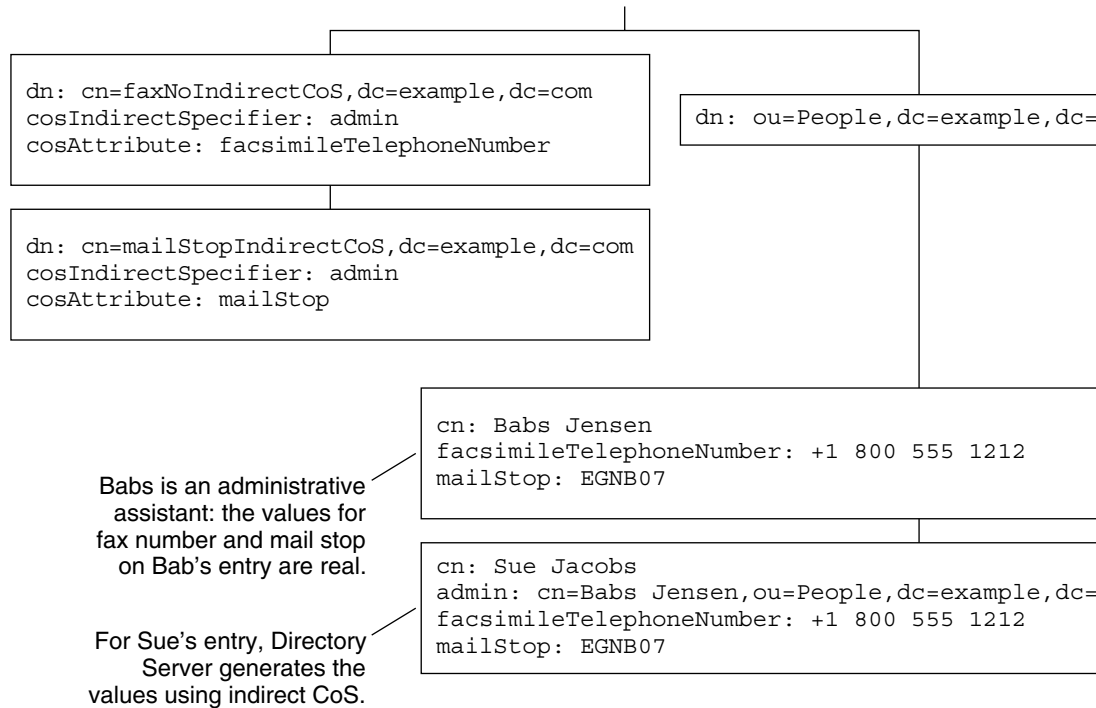 dn: cn=faxNoIndirectCoS,dc=example,dc=com
cosIndirectSpecifier: admin
cosAttribute: facsimileTelephoneNumber
dn: ou=People,dc=example,dc=
dn: cn=mailStopIndirectCoS,dc=example,dc=com
cosIndirectSpecifier: admin
cosAttribute: mailStop
cn: Babs Jensen
facsimileTelephoneNumber: +1 800 555 1212
mailStop: EGNB07
Babs is an administrative
assistant: the values for
fax number and mail stop
on Bab’s entry are real.
cn: Sue Jacobs
admin: cn=Babs Jensen,ou=People,dc=example,dc=
facsimileTelephoneNumber: +1 800 555 1212
mailStop: EGNB07
For Sue’s entry, Directory
Server generates the
values using indirect CoS.